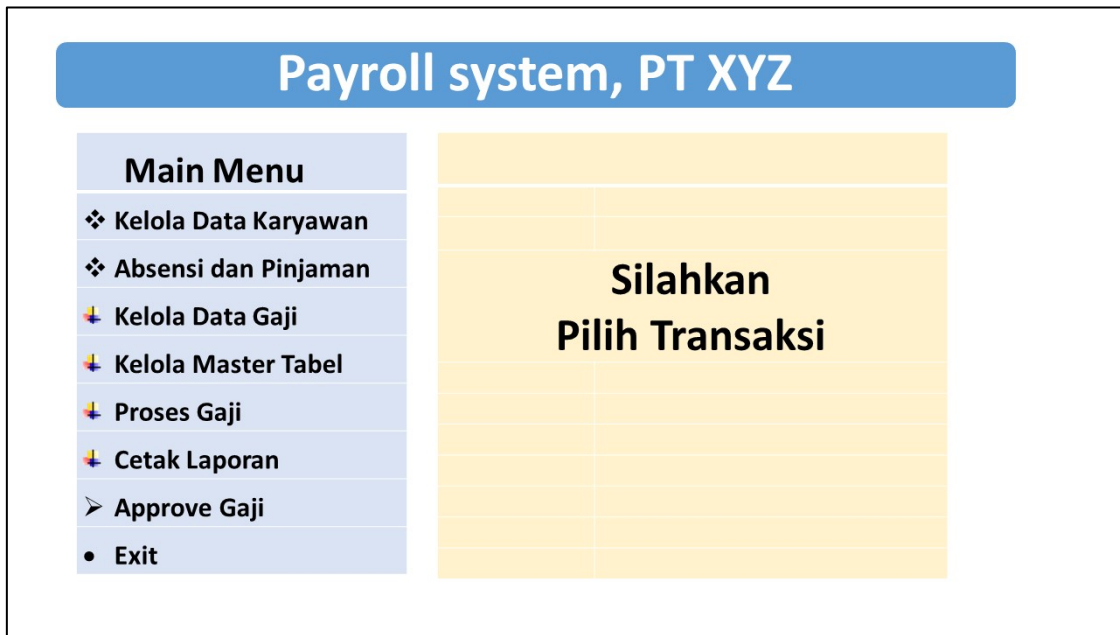 Payroll system, PT XYZ
Main Menu
❖ Kelola Data Karyawan
❖ Absensi dan Pinjaman
Kelola Data Gaji
Kelola Master Tabel
Proses Gaji
Cetak Laporan
➢ Approve Gaji
• Exit
Silahkan
Pilih Transaksi